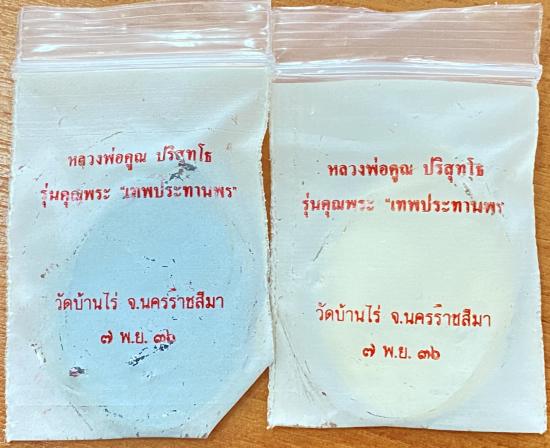 หลวงพ่อคูณ ปริสุทโธ
รุ่นคุณพระ "เทพประทานพร"
วัดบ้านไร่ จ.นครราชสีมา
๗ พ.ย. ๓๖
หลวงพ่อคูณ ปริสุทโธ
รุ่นคุณพระ "เทพประทานพร
วัดบ้านไร่ จ.นครราชสีมา
๗ พ.ย. ๓๖